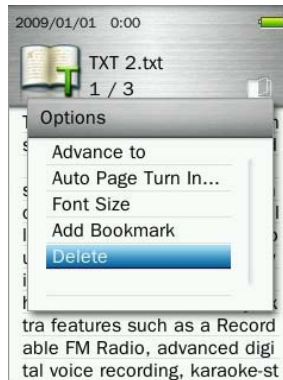 2009/01/01 0:00
TXT 2.txt
1 / 3
Options
Advance to
Auto Page Turn In...
Font Size
Add Bookmark
Delete
tra features such as a Record
able FM Radio, advanced digi
tal voice recording, karaoke-st